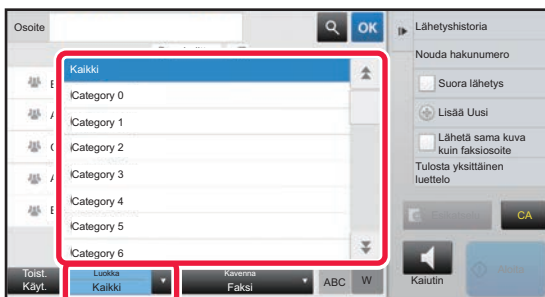 Osoite
OK
Kaikki
Category 0
Category 1
Category 2
Category 3
Category 4
Category 5
Category 6
Toist.
Käyt.
Luokka
Kaikki
Kavenna
Faksi
ABC
W
Lähetyshistoria
Nouda hakunumero
Suora lähetys
Lisää Uusi
Lähetä sama kuva
kuin faksiosoite
Tulosta yksittäinen
luettelo
CA
Kaiutin